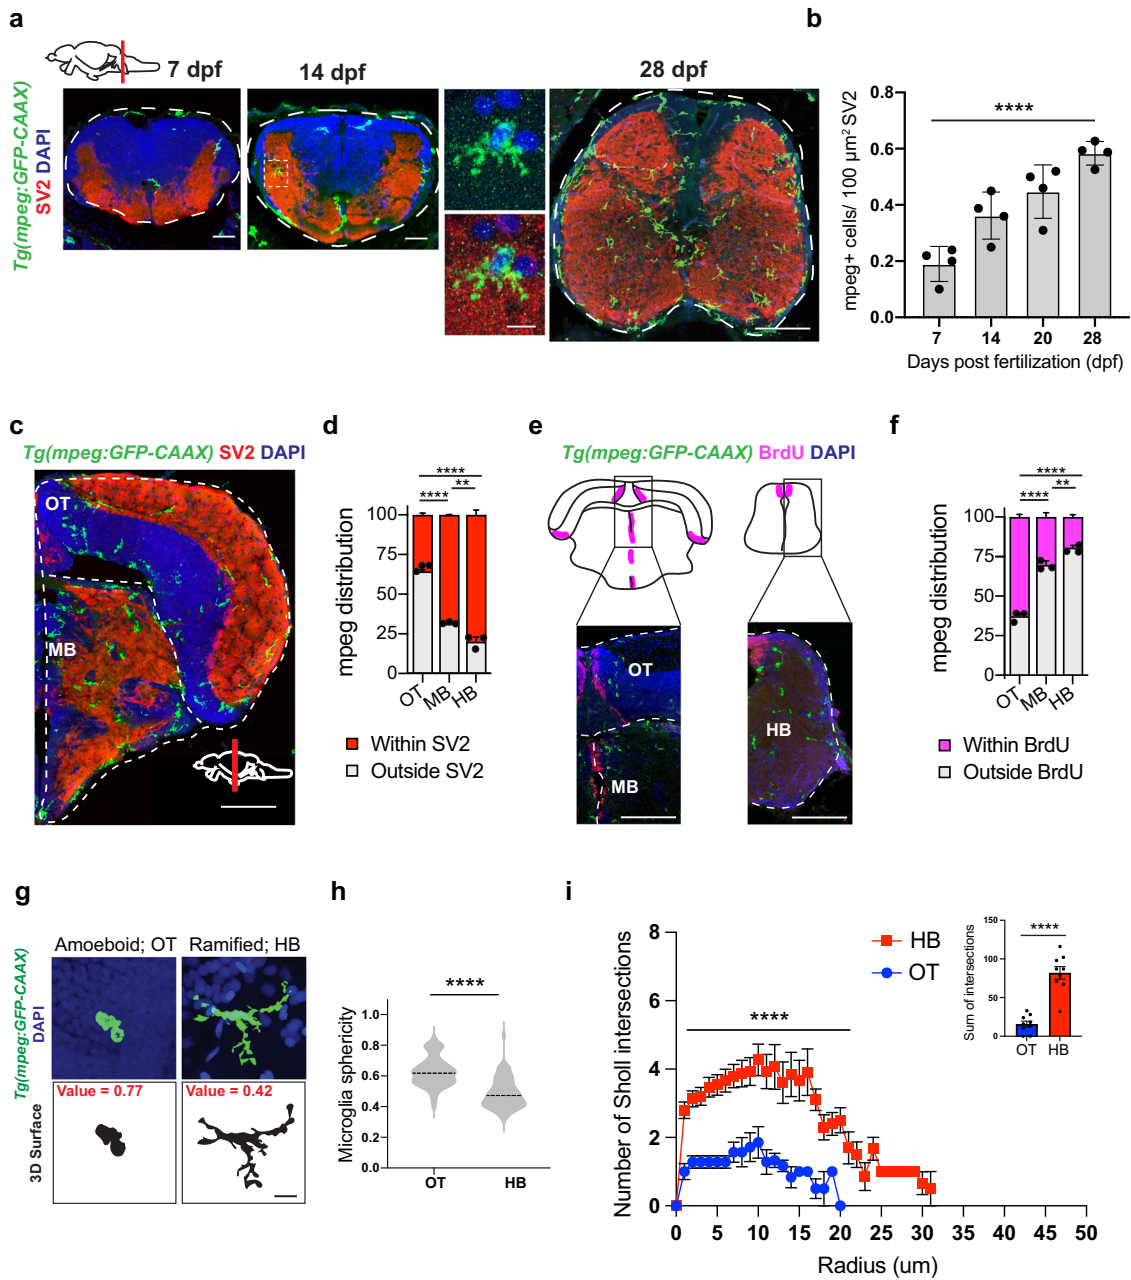 a
7 dpf
14 dpf
28 dpf
Tg(mpeg:GFP-CAAX)
SV2 DAPI
b
mpeg+ cells/ 100 µm² SV2
0.8
0.6
0.4
0.2
0.0
****
7 14 20 28
Days post fertilization (dpf)
c
Tg(mpeg:GFP-CAAX) SV2 DAPI
OT
MB
d
****
**** **
mpeg distribution
100
75
50
25
0
OT MB HB
Within SV2
Outside SV2
e
Tg(mpeg:GFP-CAAX) BrdU DAPI
OT
MB
HB
f
****
**** **
mpeg distribution
100
75
50
25
0
OT MB HB
Within BrdU
Outside BrdU
g
Amoeboid; OT
Ramified; HB
Tg(mpeg:GFP-CAAX)
DAPI
3D Surface
Value = 0.77
Value = 0.42
h
****
Microglia sphericity
1.0
0.8
0.6
0.4
0.2
0.0
OT HB
i
Number of Sholl intersections
8
6
4
2
0
****
HB
OT
0 5 10 15 20 25 30 35 40 45 50
Radius (um)
Sum of intersections
150
100
50
0
****
OT HB